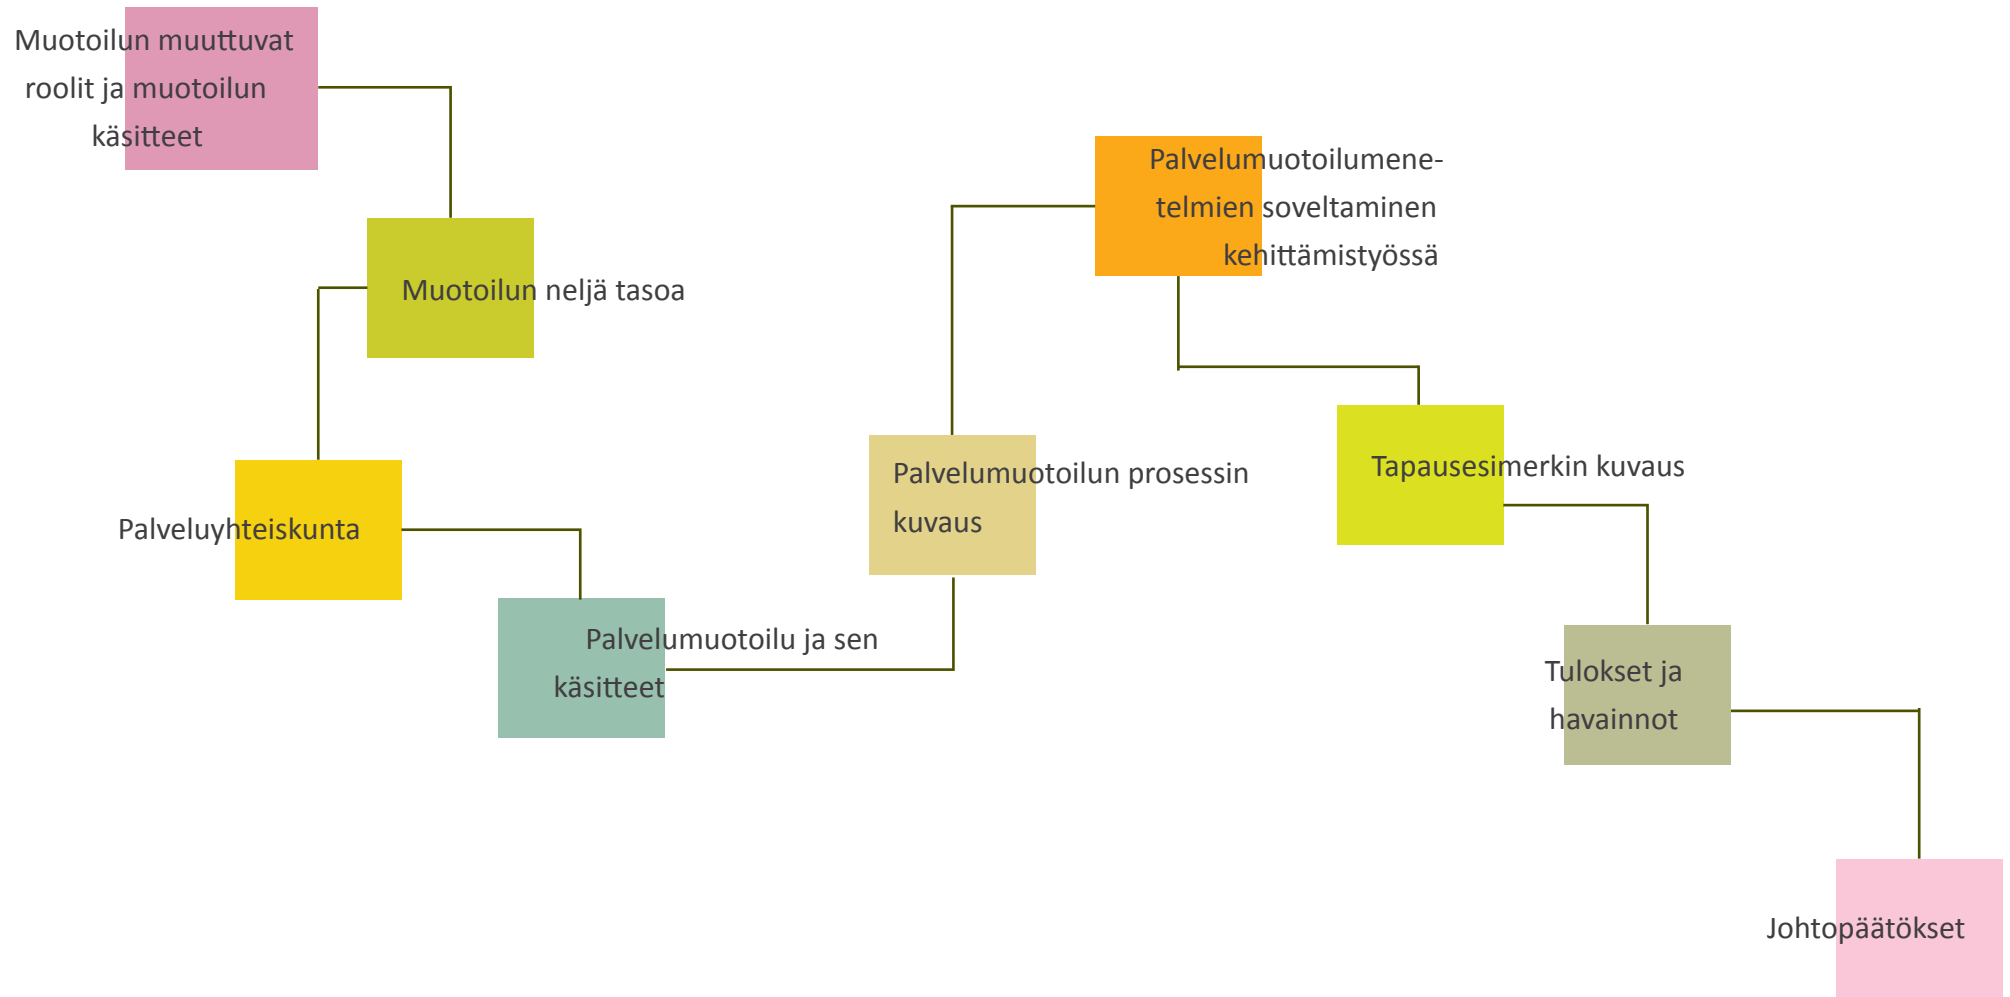 Muotoilun muuttuvat
roolit ja muotoilun
käsitteet
Muotoilun neljä tasoa
Palveluyhteiskunta
Palvelumuotoilu ja sen
käsitteet
Palvelumuotoilun prosessin
kuvaus
Palvelumuotoilumene-
telmien soveltaminen
kehittämistyössä
Tapausesimerkin kuvaus
Tulokset ja
havainnot
Johtopäätökset